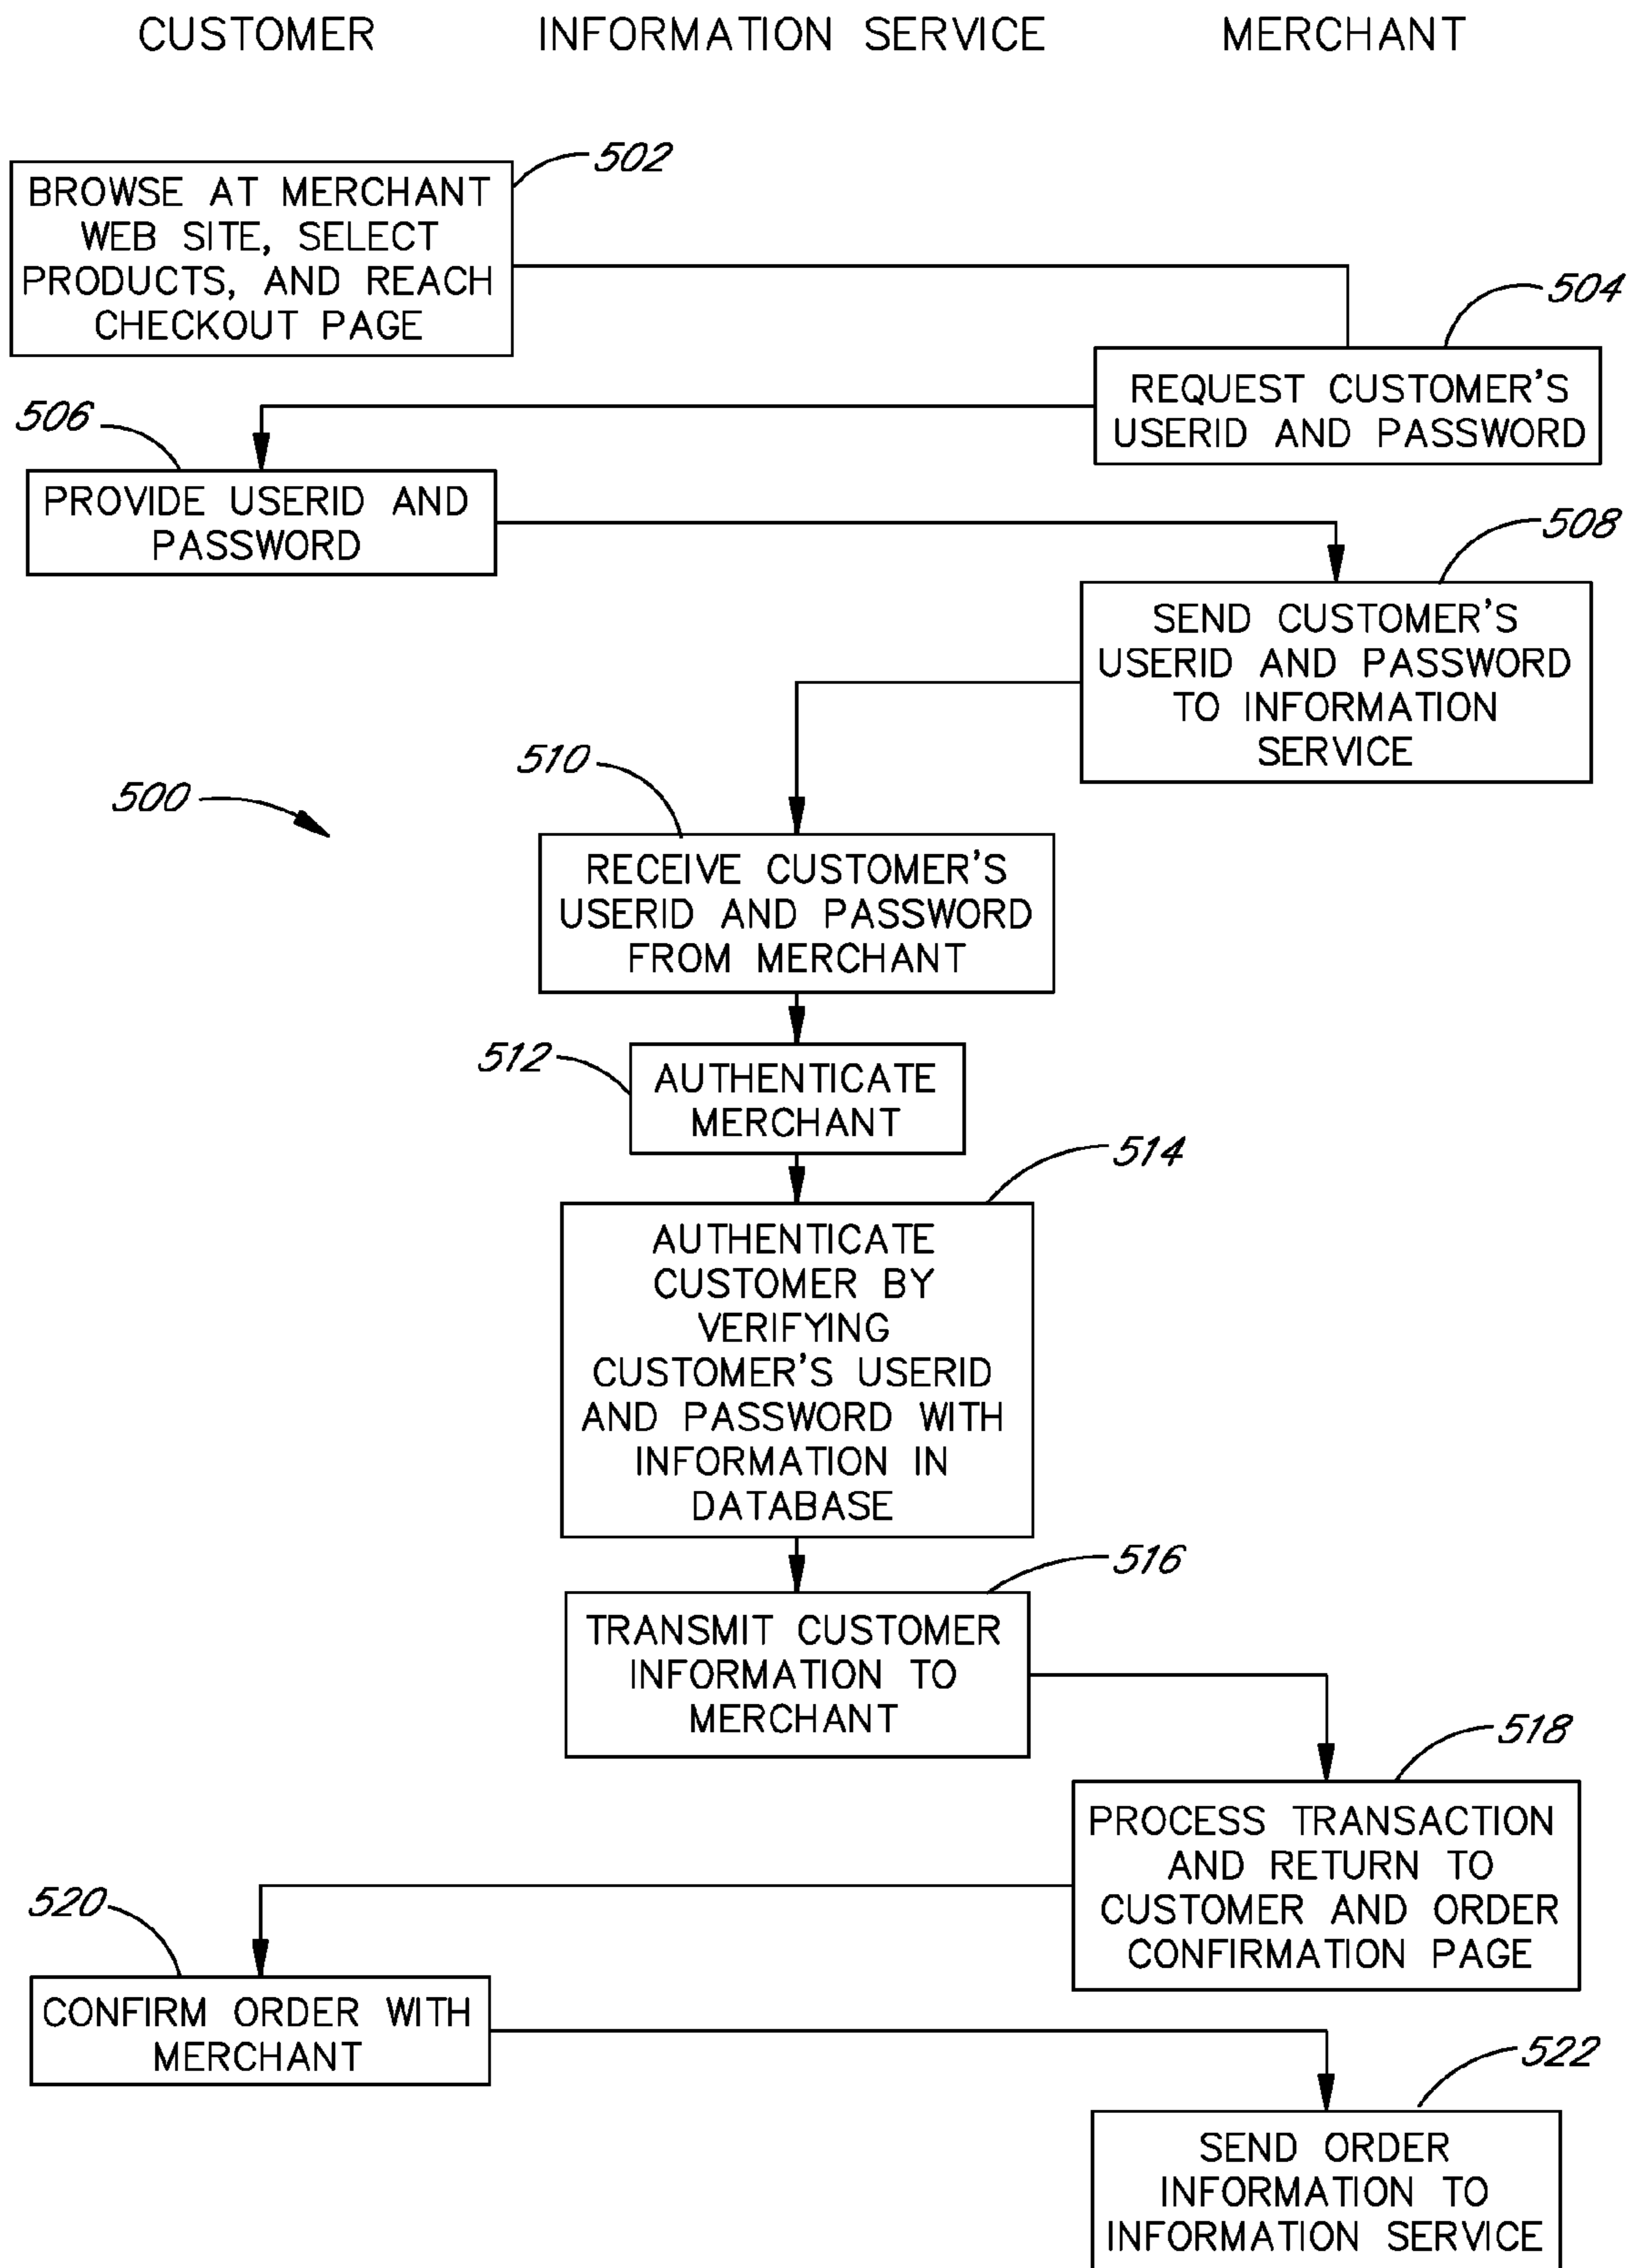 CUSTOMER INFORMATION SERVICE MERCHANT
502
BROWSE AT MERCHANT
WEB SITE, SELECT
PRODUCTS, AND REACH
CHECKOUT PAGE
504
REQUEST CUSTOMER'S
USERID AND PASSWORD
506
PROVIDE USERID AND
PASSWORD
508
SEND CUSTOMER'S
USERID AND PASSWORD
TO INFORMATION
SERVICE
500
510
RECEIVE CUSTOMER'S
USERID AND PASSWORD
FROM MERCHANT
512
AUTHENTICATE
MERCHANT
514
AUTHENTICATE
CUSTOMER BY
VERIFYING
CUSTOMER'S USERID
AND PASSWORD WITH
INFORMATION IN
DATABASE
516
TRANSMIT CUSTOMER
INFORMATION TO
MERCHANT
518
PROCESS TRANSACTION
AND RETURN TO
CUSTOMER AND ORDER
CONFIRMATION PAGE
520
CONFIRM ORDER WITH
MERCHANT
522
SEND ORDER
INFORMATION TO
INFORMATION SERVICE